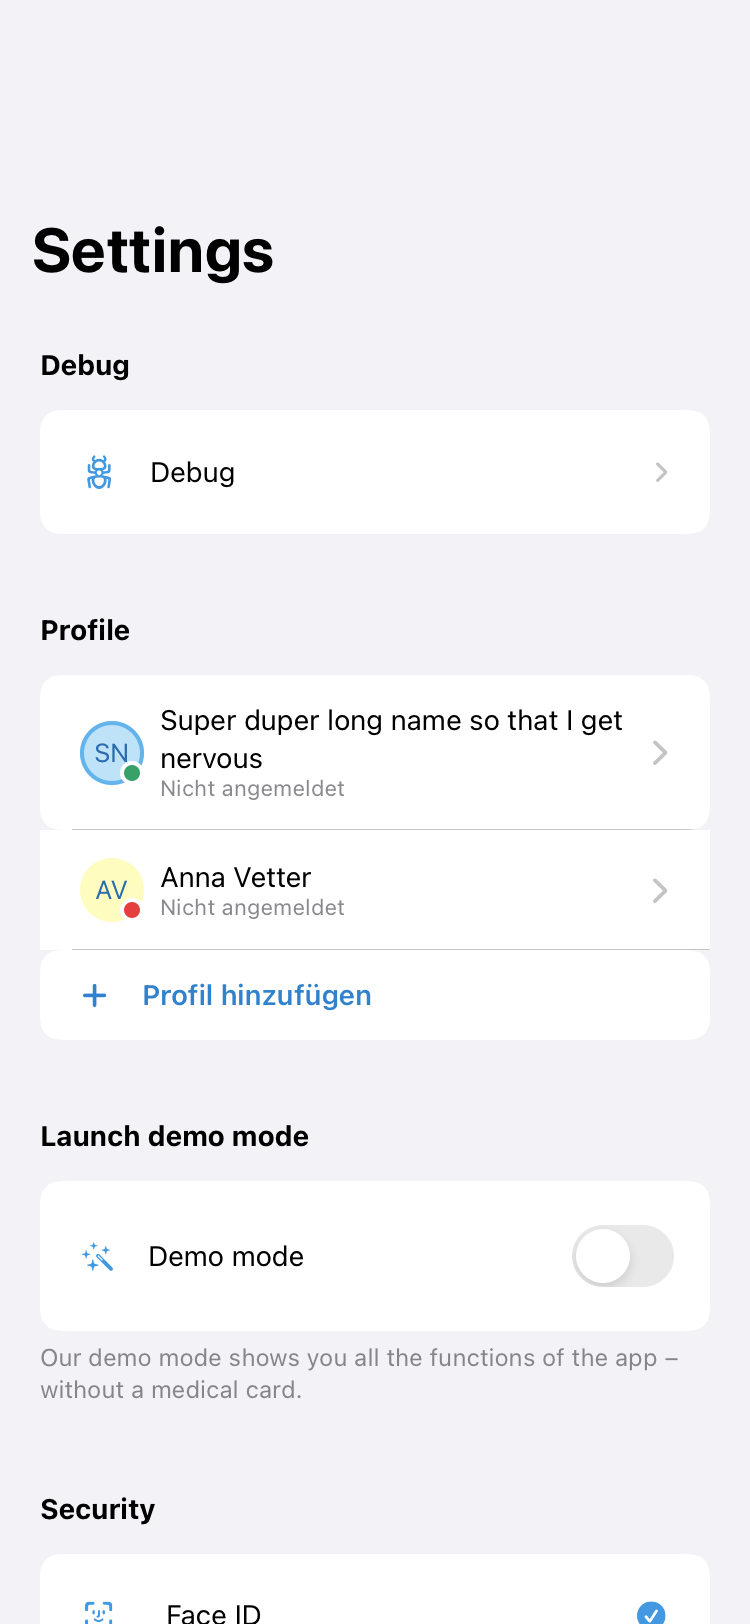 Settings
Debug
Debug
Profile
SN
Super duper long name so that I get
nervous
Nicht angemeldet
AV
Anna Vetter
Nicht angemeldet
Profil hinzufügen
Launch demo mode
Demo mode
Our demo mode shows you all the functions of the app –
without a medical card.
Security
Face ID